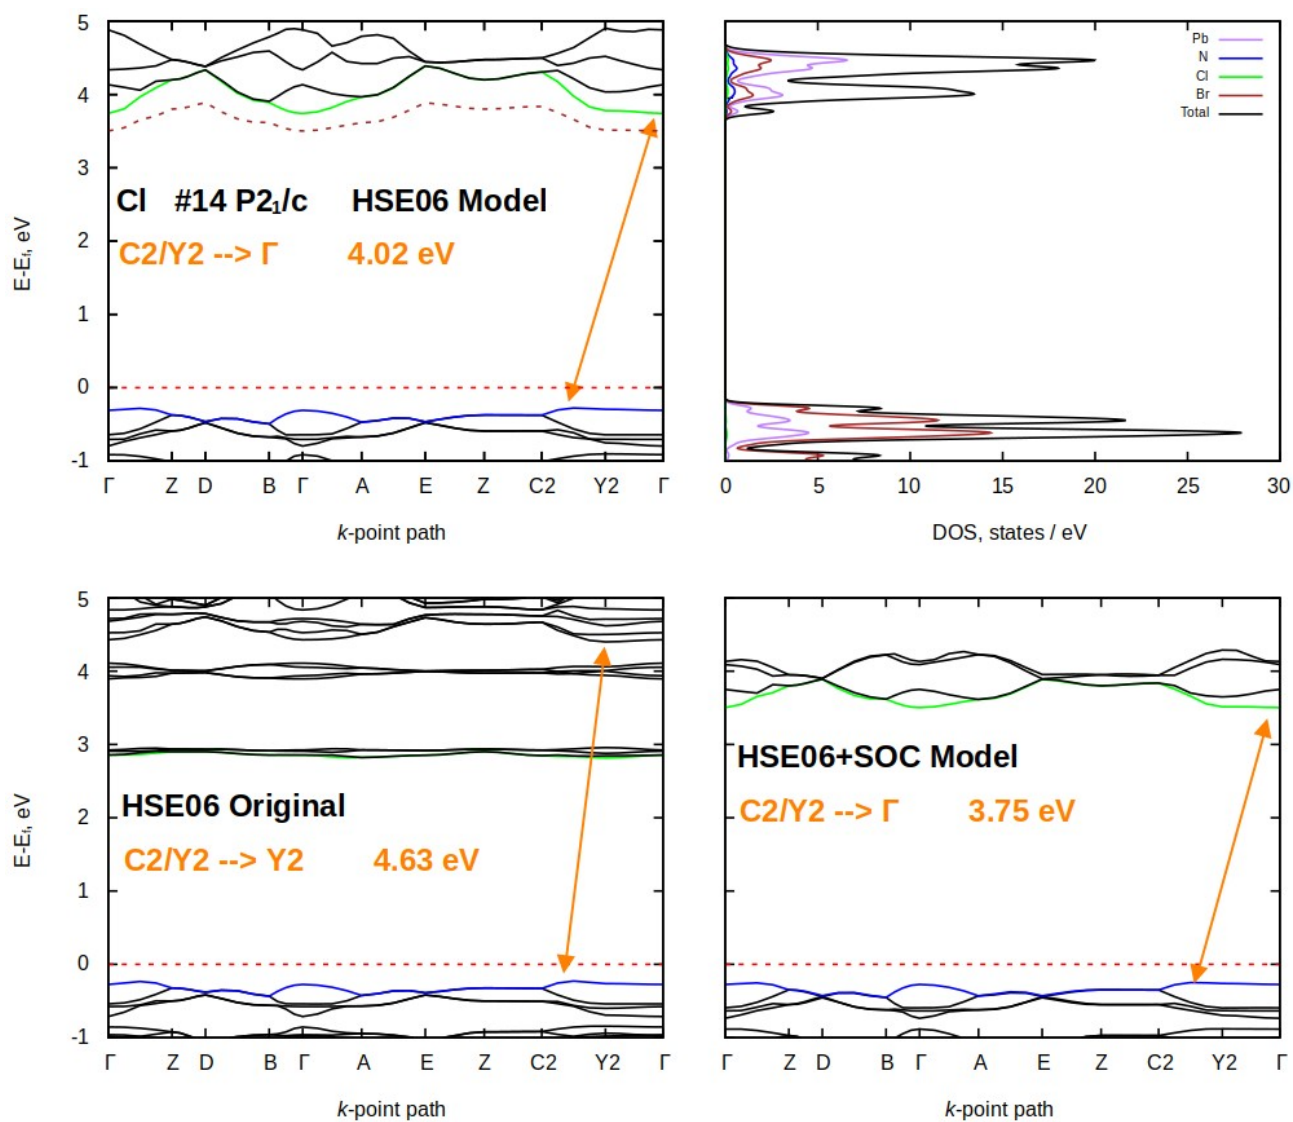 5
4
3
2
1
0
-1
E-E_f, eV
Cl #14 P2₁/c HSE06 Model
C2/Y2 --> Γ 4.02 eV
Γ Z D B Γ A E Z C2 Y2 Γ
k-point path
Pb
N
Cl
Br
Total
0 5 10 15 20 25 30
DOS, states / eV
5
4
3
2
1
0
-1
E-E_f, eV
HSE06 Original
C2/Y2 --> Y2 4.63 eV
Γ Z D B Γ A E Z C2 Y2 Γ
k-point path
HSE06+SOC Model
C2/Y2 --> Γ 3.75 eV
Γ Z D B Γ A E Z C2 Y2 Γ
k-point path